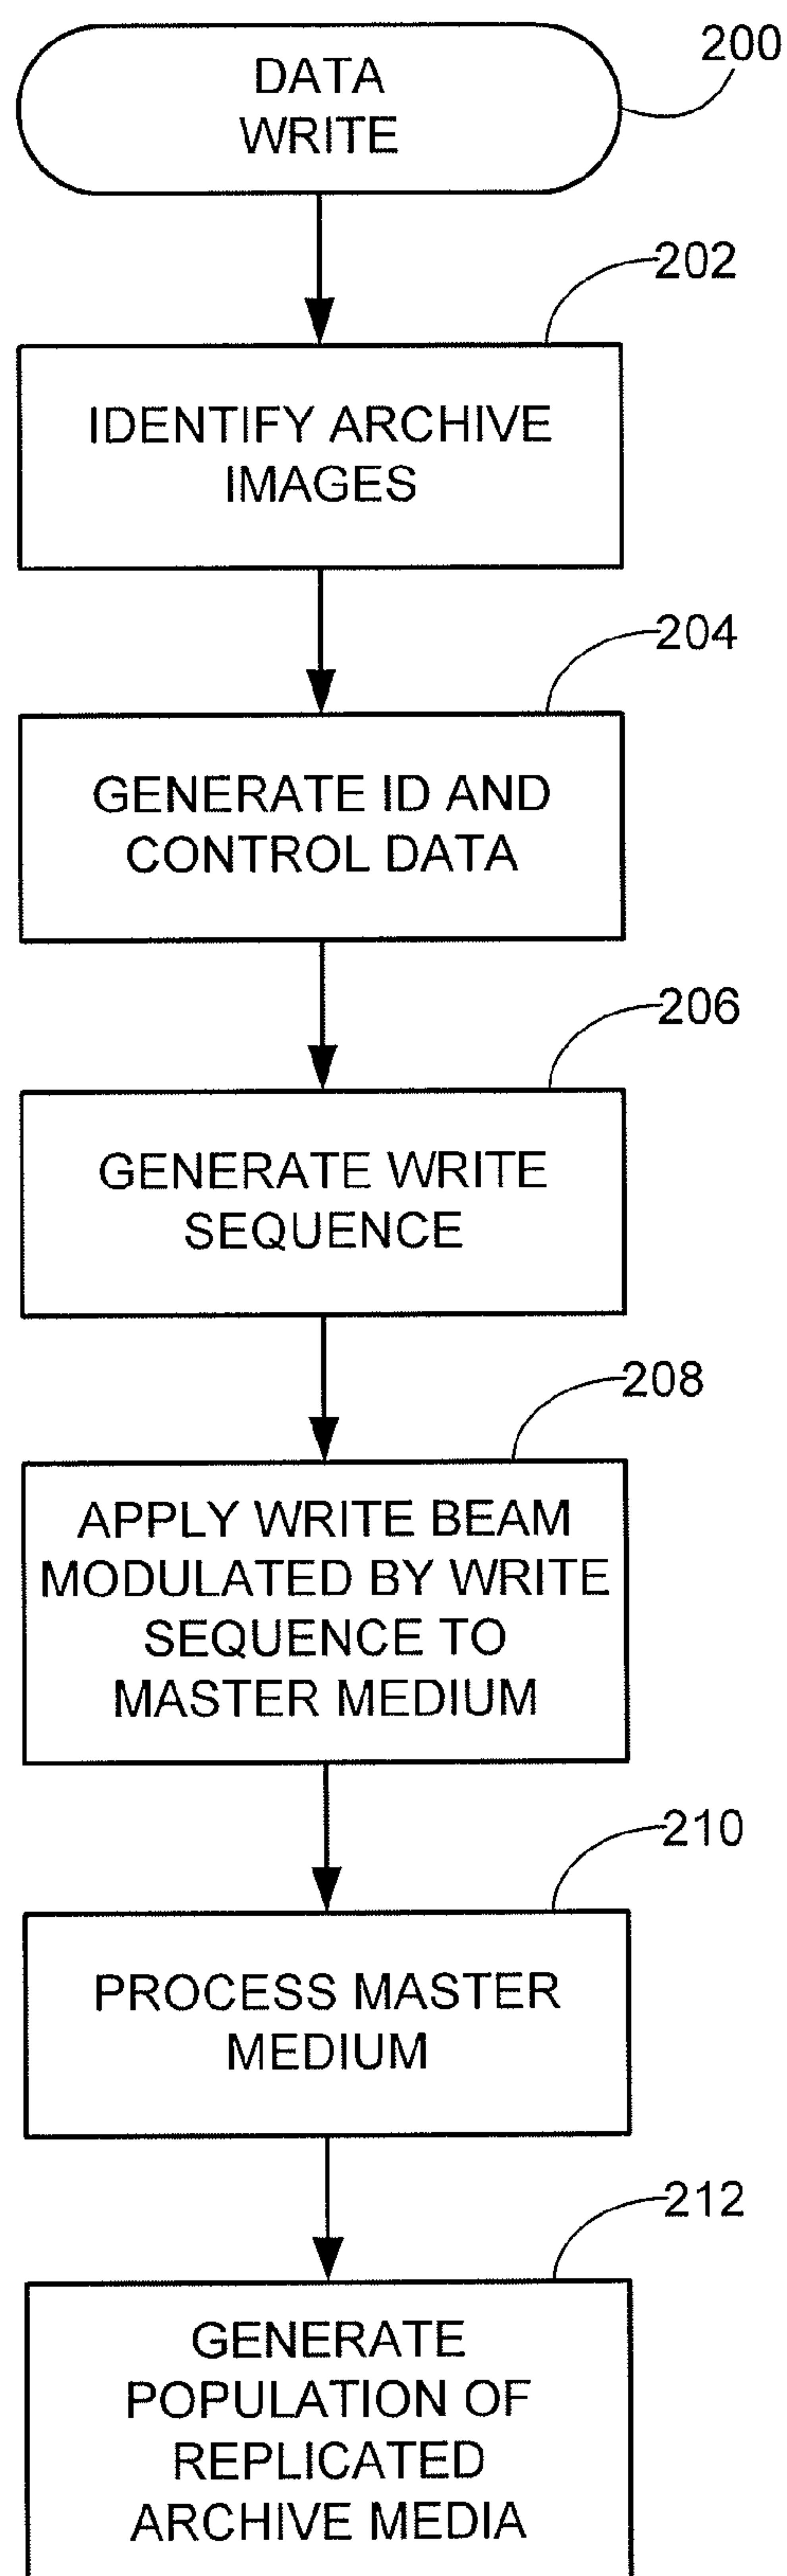 DATA
WRITE
200
202
IDENTIFY ARCHIVE
IMAGES
204
GENERATE ID AND
CONTROL DATA
206
GENERATE WRITE
SEQUENCE
208
APPLY WRITE BEAM
MODULATED BY WRITE
SEQUENCE TO
MASTER MEDIUM
210
PROCESS MASTER
MEDIUM
212
GENERATE
POPULATION OF
REPLICATED
ARCHIVE MEDIA